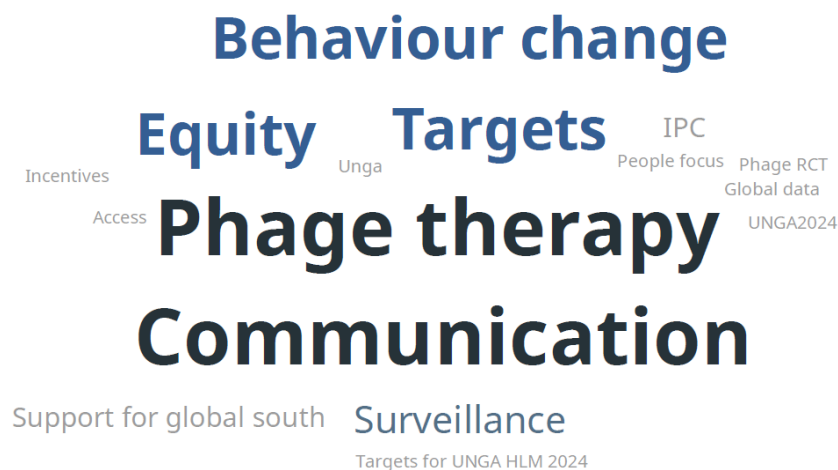 Behaviour change
Equity
Targets
IPC
Unga
People focus
Phage RCT
Incentives
Global data
Access
Phage therapy
UNGA2024
Communication
Support for global south
Surveillance
Targets for UNGA HLM 2024